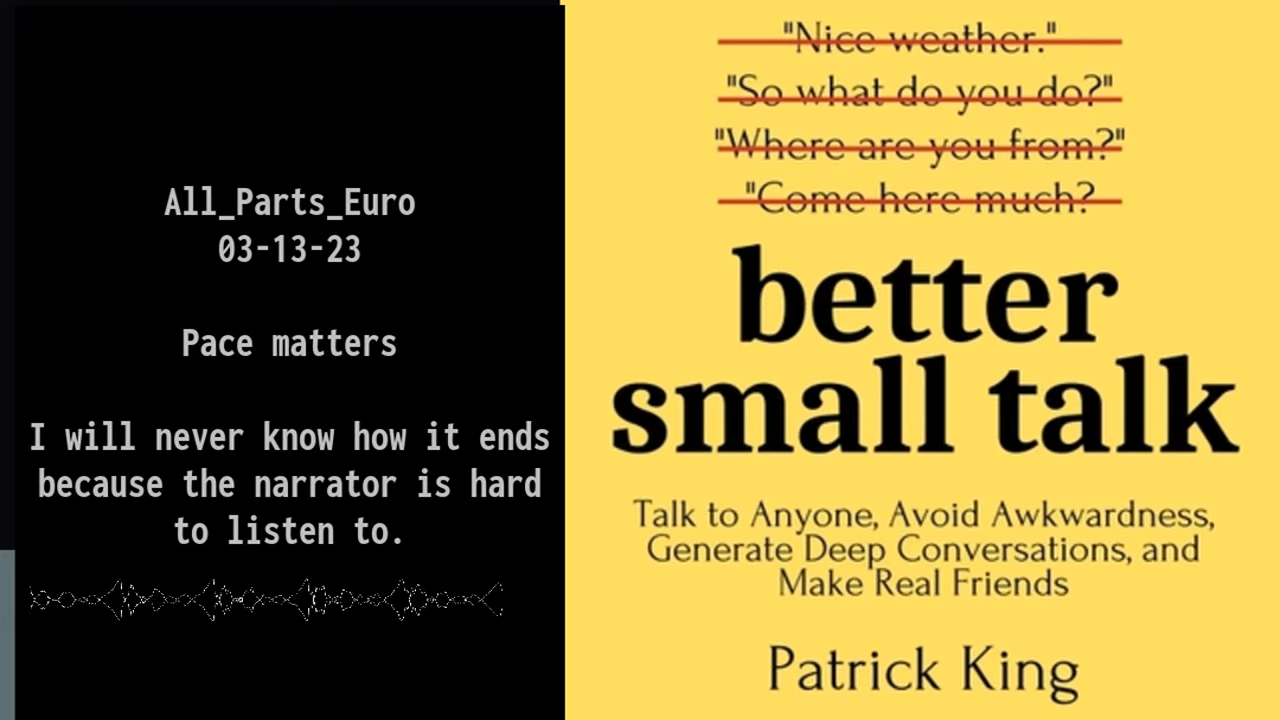 All_Parts_Euro
03-13-23
Pace matters
I will never know how it ends
because the narrator is hard
to listen to.
"Nice weather."
"So what do you do?"
"Where are you from?"
"Come here much?
better
small talk
Talk to Anyone, Avoid Awkwardness,
Generate Deep Conversations, and
Make Real Friends
Patrick King